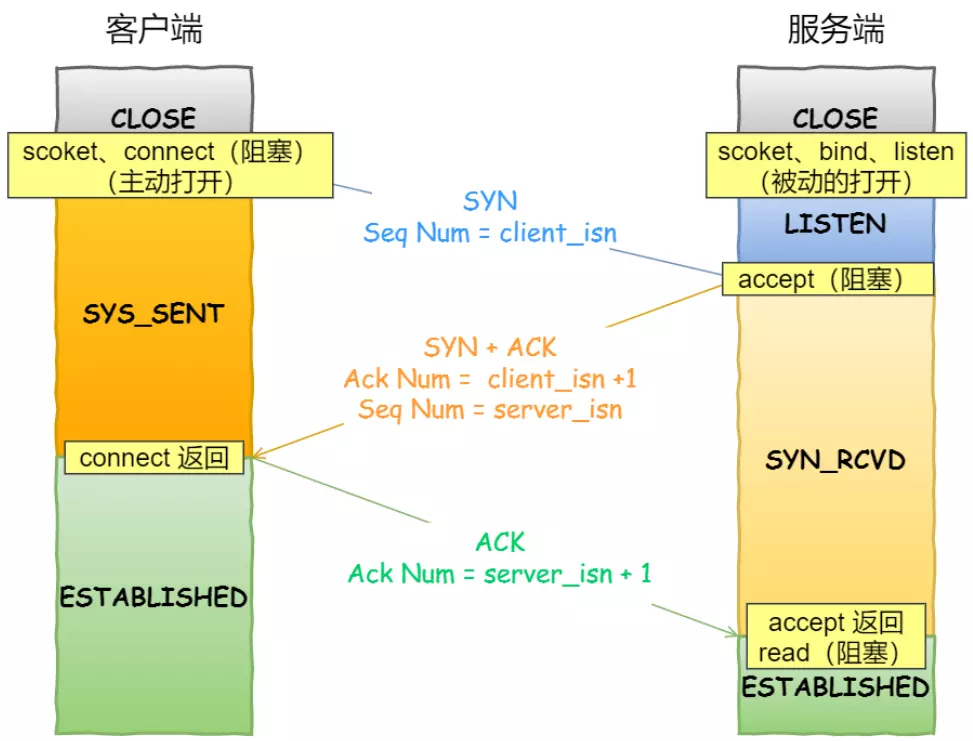 客户端
服务端
CLOSE
CLOSE
scoket、connect（阻塞）
（主动打开）
scoket、bind、listen
（被动的打开）
SYN
Seq Num = client_isn
LISTEN
accept（阻塞）
SYS_SENT
SYN + ACK
Ack Num = client_isn +1
Seq Num = server_isn
connect 返回
SYN_RCVD
ACK
Ack Num = server_isn + 1
ESTABLISHED
accept 返回
read（阻塞）
ESTABLISHED